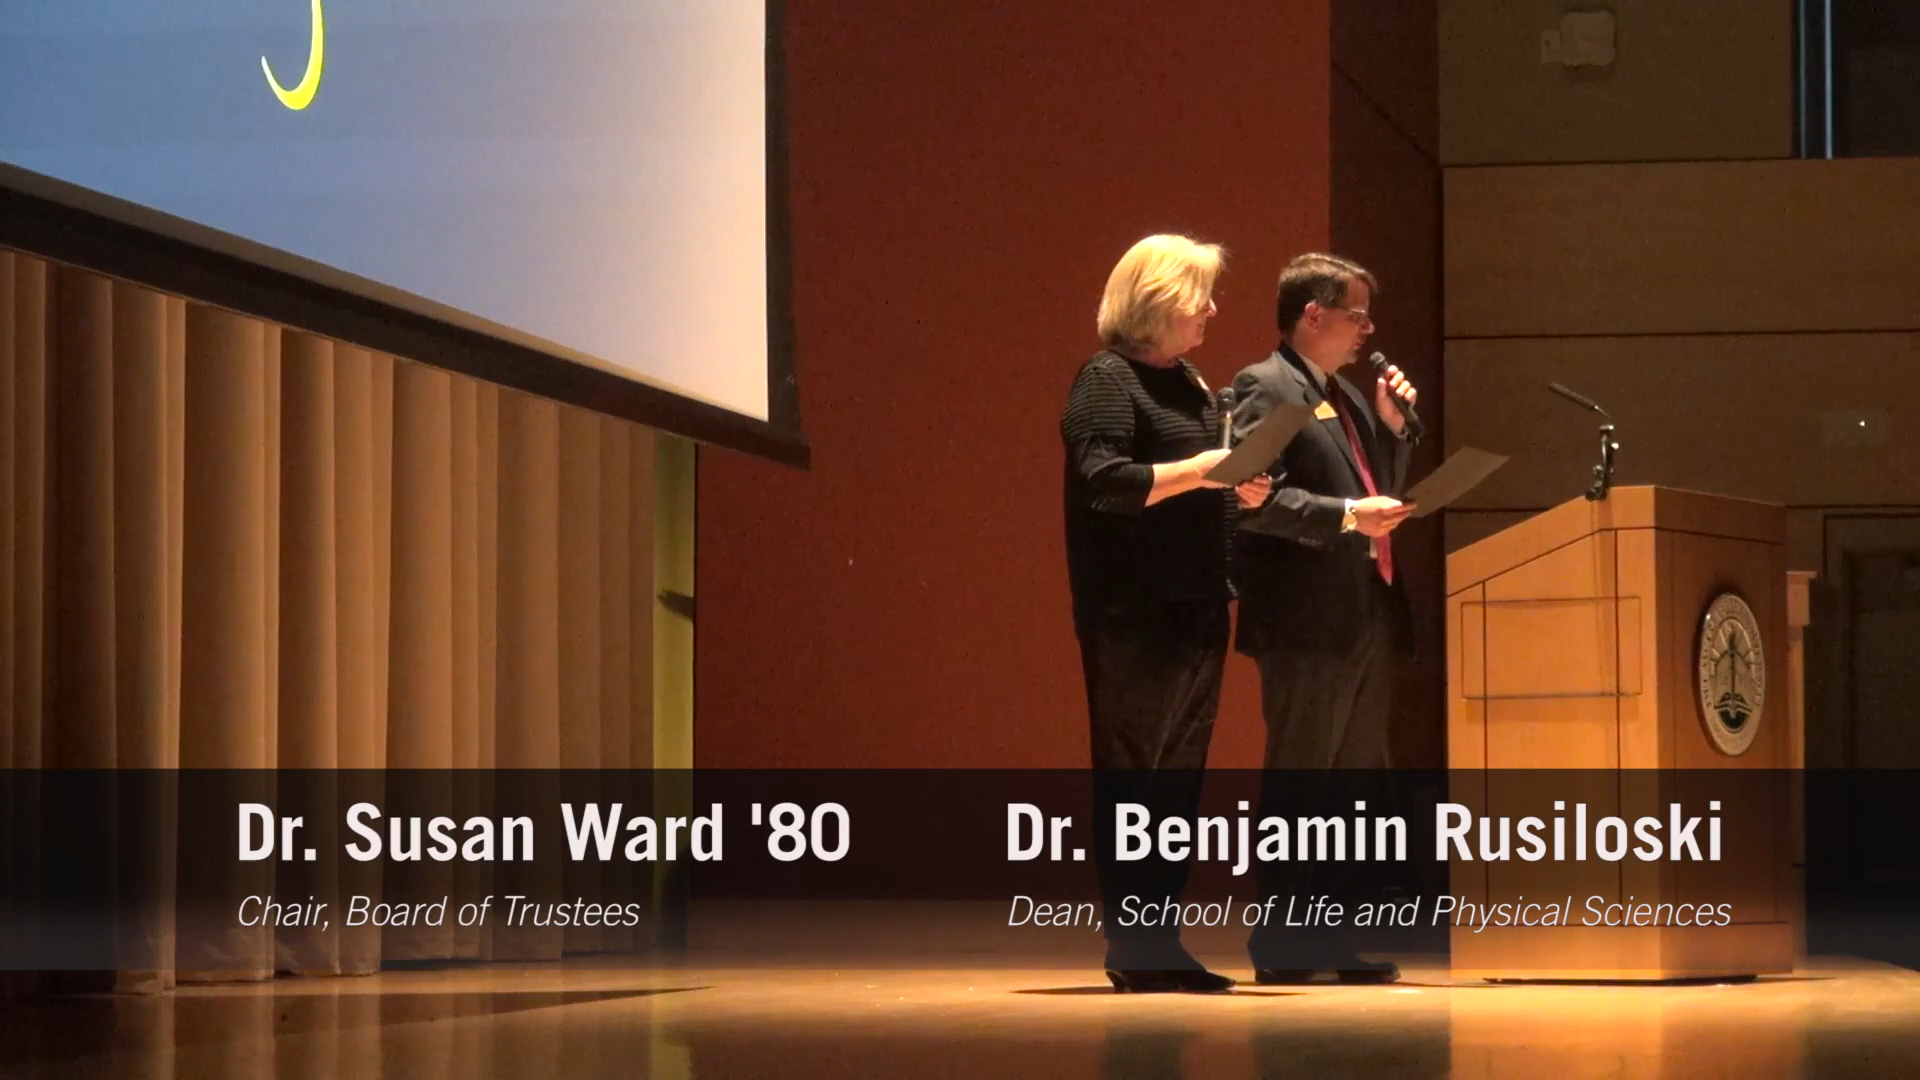 Dr. Susan Ward '80
Chair, Board of Trustees
Dr. Benjamin Rusiloski
Dean, School of Life and Physical Sciences